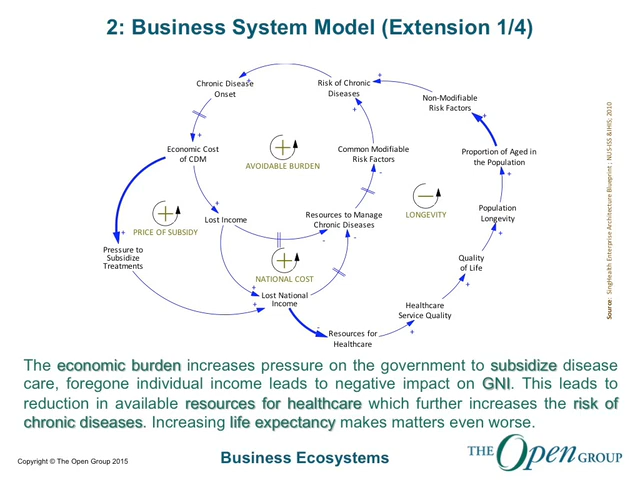 2: Business System Model (Extension 1/4)
Chronic Disease
Onset
Risk of Chronic
Diseases
Non-Modifiable
Risk Factors
Economic Cost
of CDM
AVOIDABLE BURDEN
Common Modifiable
Risk Factors
Proportion of Aged in
the Population
PRICE OF SUBSIDY
Lost Income
Resources to Manage
Chronic Diseases
LONGEVITY
Population
Longevity
Pressure to
Subsidize
Treatments
NATIONAL COST
Quality
of Life
Lost National
Income
Healthcare
Service Quality
Resources for
Healthcare
Source: SingHealth Enterprise Architecture Blueprint ; NUS-ISS &IHIS; 2010
The economic burden increases pressure on the government to subsidize disease
care, foregone individual income leads to negative impact on GNI. This leads to
reduction in available resources for healthcare which further increases the risk of
chronic diseases. Increasing life expectancy makes matters even worse.
Copyright © The Open Group 2015
Business Ecosystems
THE Open GROUP